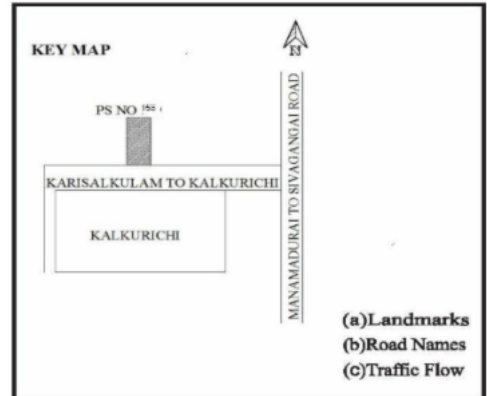 N
KEY MAP
PS NO
KARISALKULAM TO KALKURICHI
KALKURICHI
MANAMADURAI TO SIVAGANGAI ROAD
(a)Landmarks
(b)Road Names
(c)Traffic Flow